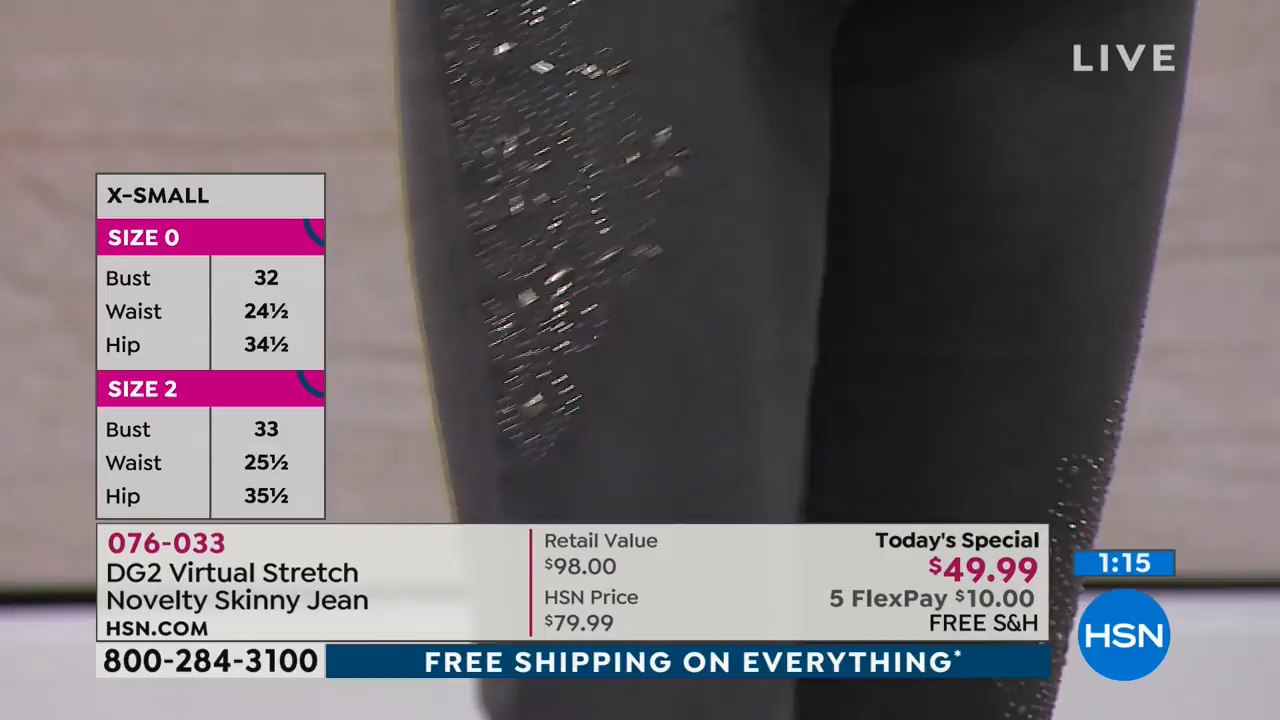 LIVE
X-SMALL
SIZE 0
Bust 32
Waist 24½
Hip 34½
SIZE 2
Bust 33
Waist 25½
Hip 35½
076-033
DG2 Virtual Stretch
Novelty Skinny Jean
HSN.COM
Retail Value
$98.00
HSN Price
$79.99
Today's Special
$49.99
5 FlexPay $10.00
FREE S&H
1:15
HSN
800-284-3100
FREE SHIPPING ON EVERYTHING*